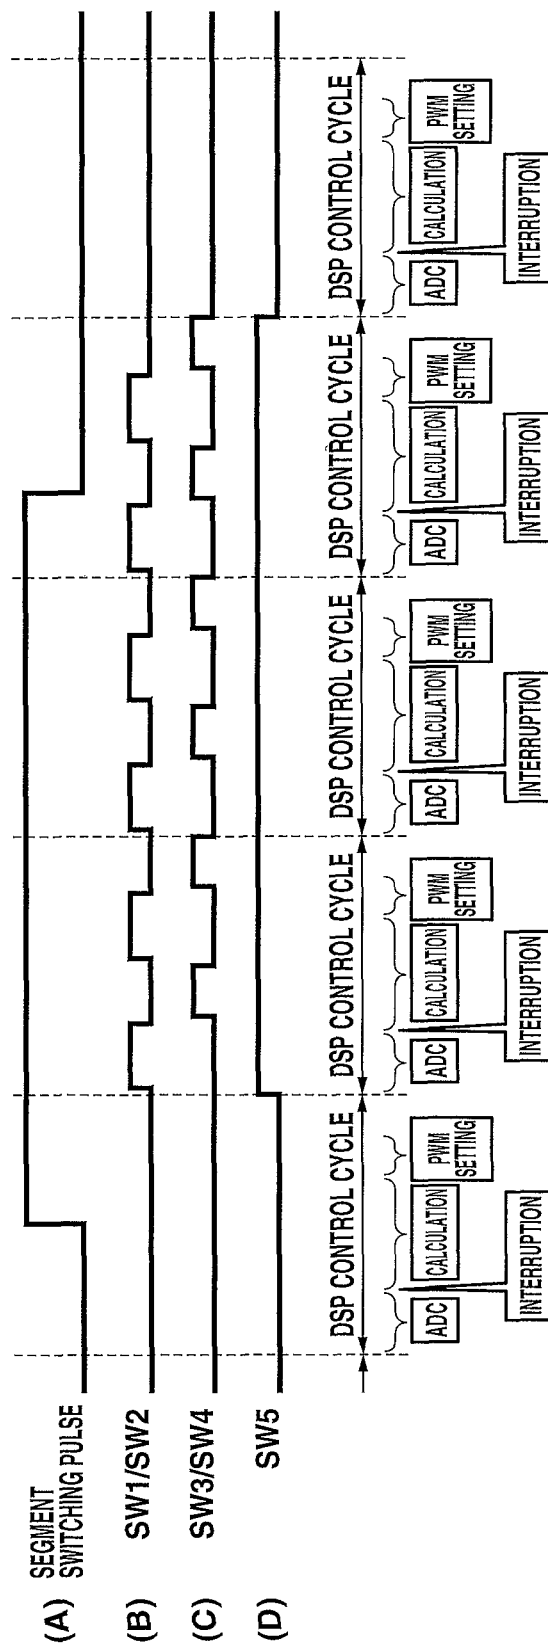 (A) SEGMENT
SWITCHING PULSE
(B) SW1/SW2
(C) SW3/SW4
(D) SW5
DSP CONTROL CYCLE
DSP CONTROL CYCLE
DSP CONTROL CYCLE
DSP CONTROL CYCLE
DSP CONTROL CYCLE
ADC
CALCULATION
PWM
SETTING
INTERRUPTION
ADC
CALCULATION
PWM
SETTING
INTERRUPTION
ADC
CALCULATION
PWM
SETTING
INTERRUPTION
ADC
CALCULATION
PWM
SETTING
INTERRUPTION
ADC
CALCULATION
PWM
SETTING
INTERRUPTION